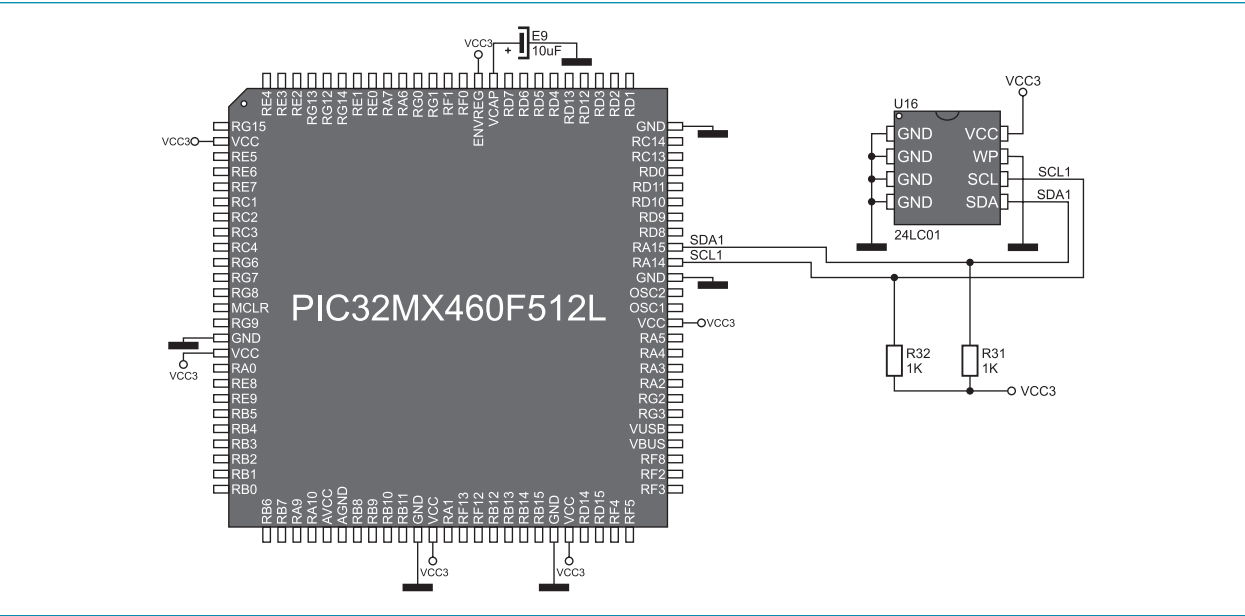 VCC3
E9
10uF
RE4
RE3
RE2
RG13
RG12
RG14
RE1
RE0
RA7
RA6
RG0
RG1
RF1
RF0
ENVREG
VCAP
RD7
RD6
RD5
RD4
RD13
RD12
RD3
RD2
RD1
VCC3
RG15
VCC
RE5
RE6
RE7
RC1
RC2
RC3
RC4
RG6
RG7
RG8
MCLR
RG9
GND
VCC
VCC3
RA0
RE8
RE9
RB5
RB4
RB3
RB2
RB1
RB0
PIC32MX460F512L
GND
RC14
RC13
RD0
RD11
RD10
RD9
RD8
RA15
RA14
GND
OSC2
OSC1
VCC
RA5
RA4
RA3
RA2
RG2
RG3
VUSB
VBUS
RF8
RF2
RF3
SDA1
SCL1
VCC3
RB6
RB7
RA9
RA10
AVCC
AGND
RB8
RB9
RB10
RB11
GND
VCC
RA1
RF13
RF12
RB12
RB13
RB14
RB15
GND
VCC
RD14
RD15
RF4
RF5
VCC3
VCC3
VCC3
U16
GND VCC
GND WP
GND SCL
GND SDA
24LC01
SCL1
SDA1
R32
1K
R31
1K
VCC3